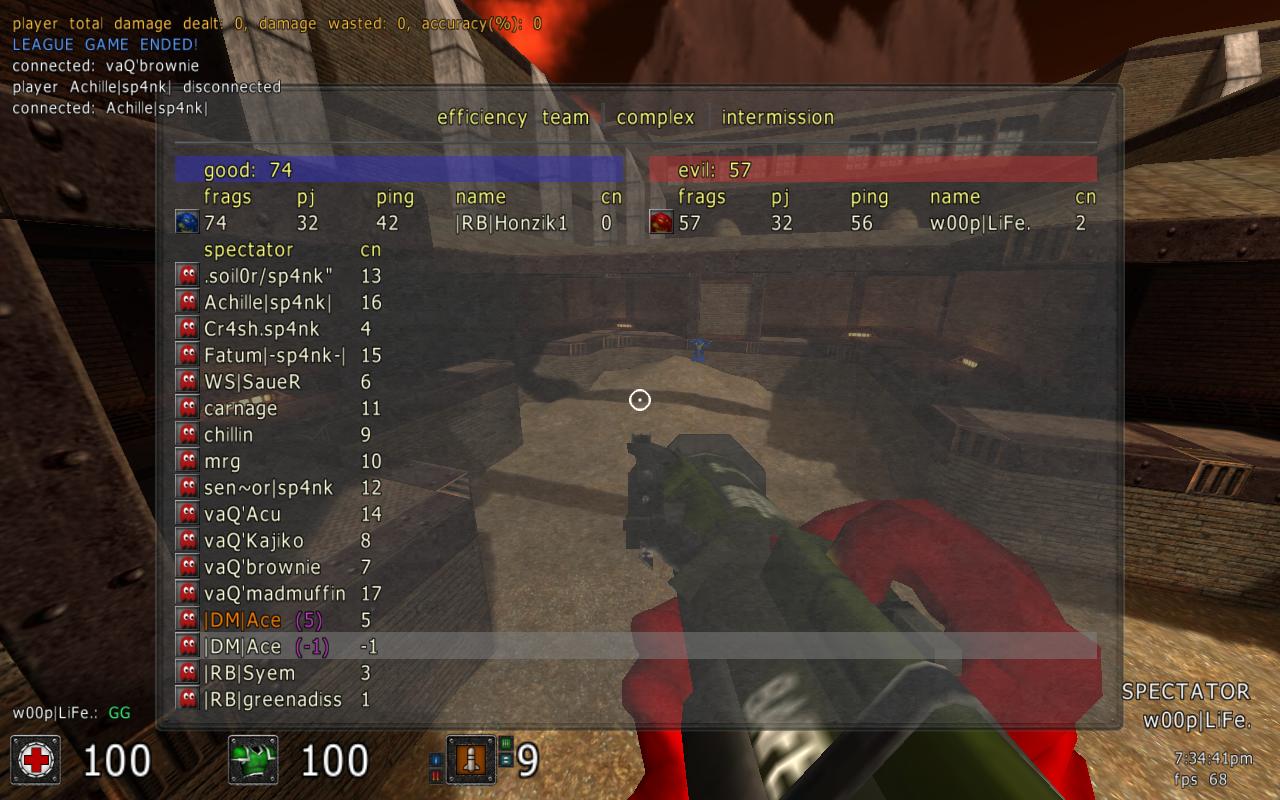 player total damage dealt: 0, damage wasted: 0, accuracy(%): 0
LEAGUE GAME ENDED!
connected: vaQ'brownie
player Achille|sp4nk| disconnected
connected: Achille|sp4nk|
efficiency team complex intermission
good: 74 evil: 57
frags pj ping name cn frags pj ping name cn
74 32 42 |RB|Honzik1 0 57 32 56 w00p|LiFe. 2
spectator cn
.soil0r/sp4nk" 13
Achille|sp4nk| 16
Cr4sh.sp4nk 4
Fatum|-sp4nk-| 15
WS|SaueR 6
carnage 11
chillin 9
mrg 10
sen~or|sp4nk 12
vaQ'Acu 14
vaQ'Kajiko 8
vaQ'brownie 7
vaQ'madmuffin 17
|DM|Ace (5) 5
|DM|Ace (-1) -1
|RB|Syem 3
|RB|greenadiss 1
SPECTATOR
w00p|LiFe.: GG
w00p|LiFe.
100 100 9
7:34:41pm
fps 68